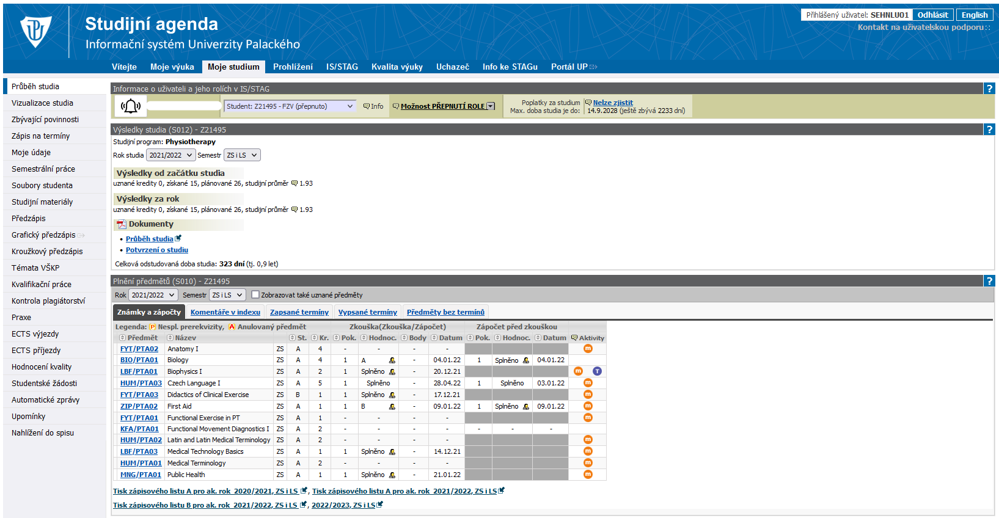 Studijní agenda
Informační systém Univerzity Palackého
Přihlášený uživatel: SEHNLU01 Odhlásit English
Kontakt na uživatelskou podporu
Vítejte Moje výuka Moje studium Prohlížení IS/STAG Kvalita výuky Uchazeč Info ke STAGu Portál UP
Průběh studia
Vizualizace studia
Zbývající povinnosti
Zápis na termíny
Moje údaje
Semestrální práce
Soubory studenta
Studijní materiály
Předzápis
Grafický předzápis
Kroužkový předzápis
Témata VŠKP
Kvalifikační práce
Kontrola plagiátorství
Praxe
ECTS výjezdy
ECTS příjezdy
Hodnocení kvality
Studentské žádosti
Automatické zprávy
Upomínky
Nahlížení do spisu
Informace o uživateli a jeho rolích v IS/STAG ?
Student: Z21495 - FZV (přepnuto) Info Možnost PŘEPNUTÍ ROLE
Poplatky za studium Nelze zjistit
Max. doba studia je do: 14.9.2028 (ještě zbývá 2233 dní)
Výsledky studia (S012) - Z21495 ?
Studijní program: Physiotherapy
Rok studia 2021/2022 Semestr ZS i LS
Výsledky od začátku studia
uznané kredity 0, získané 15, plánované 26, studijní průměr 1.93
Výsledky za rok
uznané kredity 0, získané 15, plánované 26, studijní průměr 1.93
Dokumenty
• Průběh studia
• Potvrzení o studiu
Celková odstudovaná doba studia: 323 dní (tj. 0,9 let)
Plnění předmětů (S010) - Z21495 ?
Rok 2021/2022 Semestr ZS i LS Zobrazovat také uznané předměty
Známky a zápočty Komentáře v indexu Zapsané termíny Vypsané termíny Předměty bez termínů
Legenda: P Nespl. prerekvizity, A Anulovaný předmět Zkouška(Zkouška/Zápočet) Zápočet před zkouškou
Předmět Název St. Kr. Pok. Hodnoc. Body Datum Pok. Hodnoc. Datum Aktivity
FYT/PTA02 Anatomy I ZS A 4 - - - - m
BIO/PTA01 Biology ZS A 4 1 A - 04.01.22 1 Splněno 04.01.22
LBF/PTA01 Biophysics I ZS A 2 1 Splněno - 20.12.21 m T
HUM/PTA03 Czech Language I ZS A 5 1 Splněno - 28.04.22 1 Splněno 03.01.22 m
FYT/PTA03 Didactics of Clinical Exercise ZS B 1 1 Splněno - 17.12.21 m
ZIP/PTA02 First Aid ZS A 1 1 B - 09.01.22 1 Splněno 09.01.22 m
FYT/PTA01 Functional Exercise in PT ZS A 1 - - - - m
KFA/PTA01 Functional Movement Diagnostics I ZS A 2 - - - - - - -
HUM/PTA02 Latin and Latin Medical Terminology ZS A 2 - - - - m
LBF/PTA03 Medical Technology Basics ZS A 1 1 Splněno - 14.12.21 m
HUM/PTA01 Medical Terminology ZS A 2 - - - - m
MNG/PTA01 Public Health ZS A 1 1 Splněno - 21.01.22 m
Tisk zápisového listu A pro ak. rok 2020/2021, ZS i LS , Tisk zápisového listu A pro ak. rok 2021/2022, ZS i LS
Tisk zápisového listu B pro ak. rok 2021/2022, ZS i LS , 2022/2023, ZS i LS